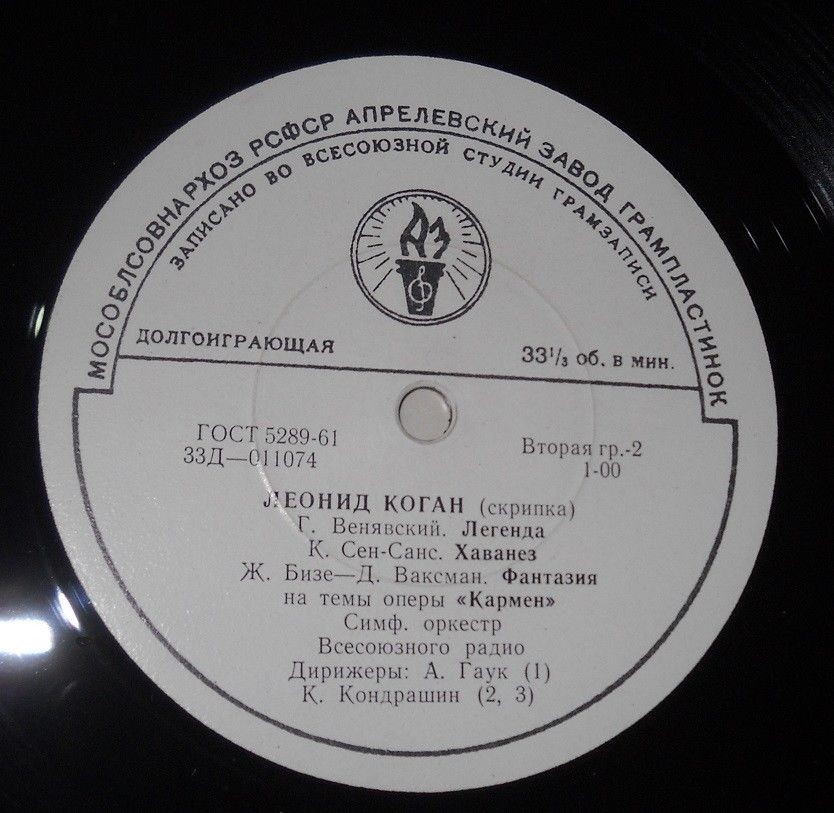 МОСОБЛСОВНАРХОЗ РСФСР АПРЕЛЕВСКИЙ ЗАВОД ГРАМПЛАСТИНОК
ЗАПИСАНО ВО ВСЕСОЮЗНОЙ СТУДИИ ГРАМЗАПИСИ
АЗ
ДОЛГОИГРАЮЩАЯ
33 1/3 об. в мин.
ГОСТ 5289-61
33Д—011074
Вторая гр.-2
1-00
ЛЕОНИД КОГАН (скрипка)
Г. Венявский. Легенда
К. Сен-Санс. Хаванез
Ж. Бизе—Д. Ваксман. Фантазия
на темы оперы «Кармен»
Симф. оркестр
Всесоюзного радио
Дирижеры: А. Гаук (1)
К. Кондрашин (2, 3)